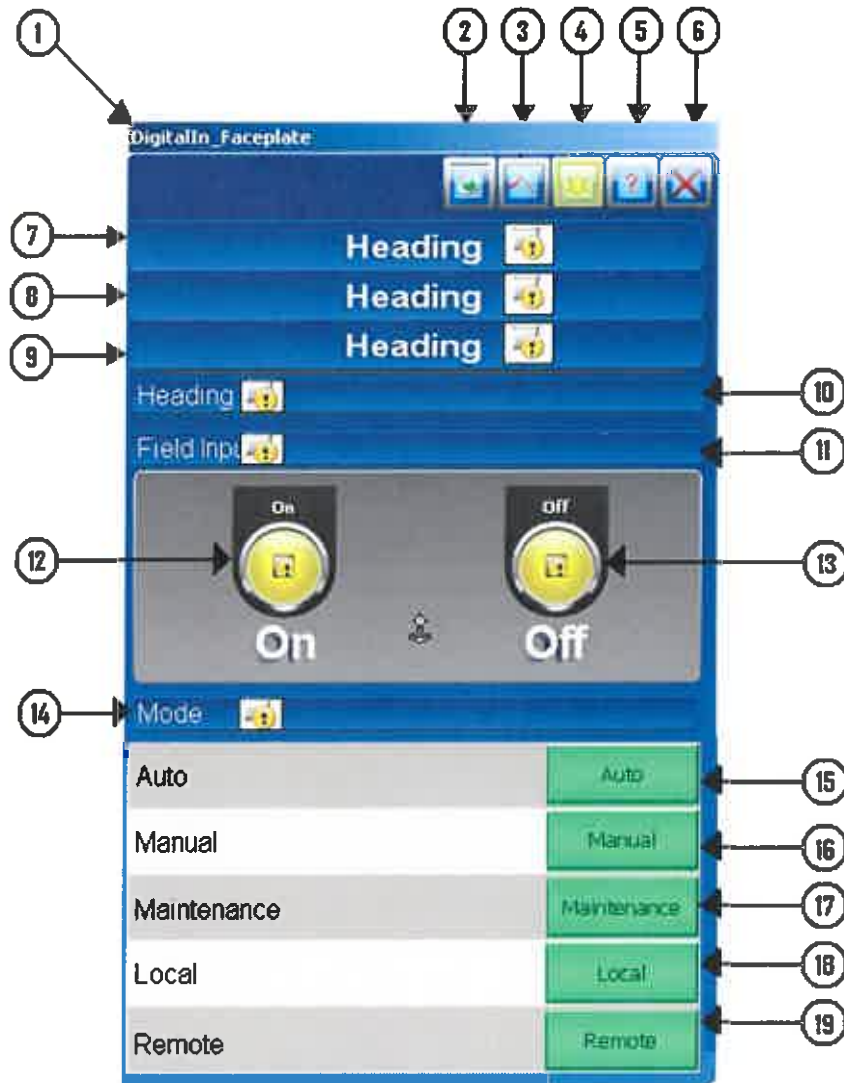 1 2 3 4 5 6
DigitalIn_Faceplate
?
7 Heading
8 Heading
9 Heading
Heading 10
Field Inpu 11
On Off
12 13
On Off
14 Mode
Auto Auto 15
Manual Manual 16
Maintenance Maintenance 17
Local Local 18
Remote Remote 19